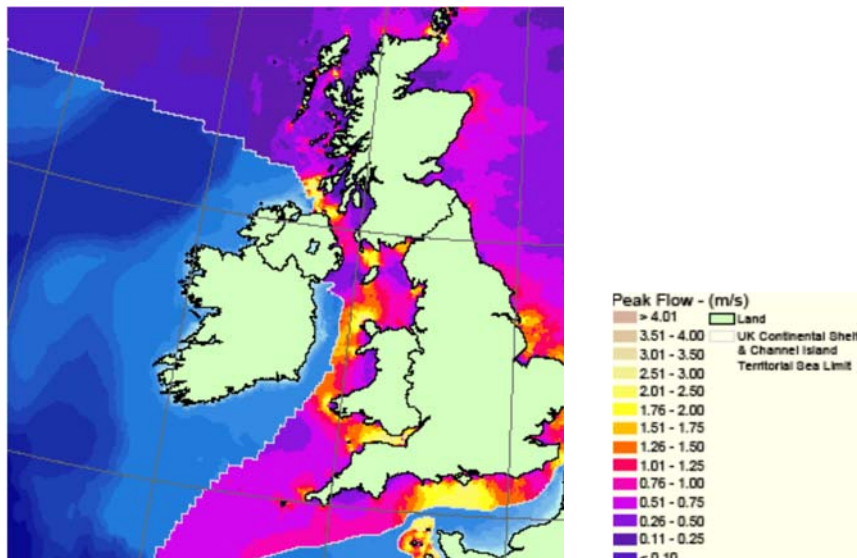 Peak Flow - (m/s)
> 4.01
Land
3.51 - 4.00
UK Continental Shelf
3.01 - 3.50
& Channel Island
2.51 - 3.00
Territorial Sea Limit
2.01 - 2.50
1.76 - 2.00
1.51 - 1.75
1.26 - 1.50
1.01 - 1.25
0.76 - 1.00
0.51 - 0.75
0.26 - 0.50
0.11 - 0.25
< 0.10